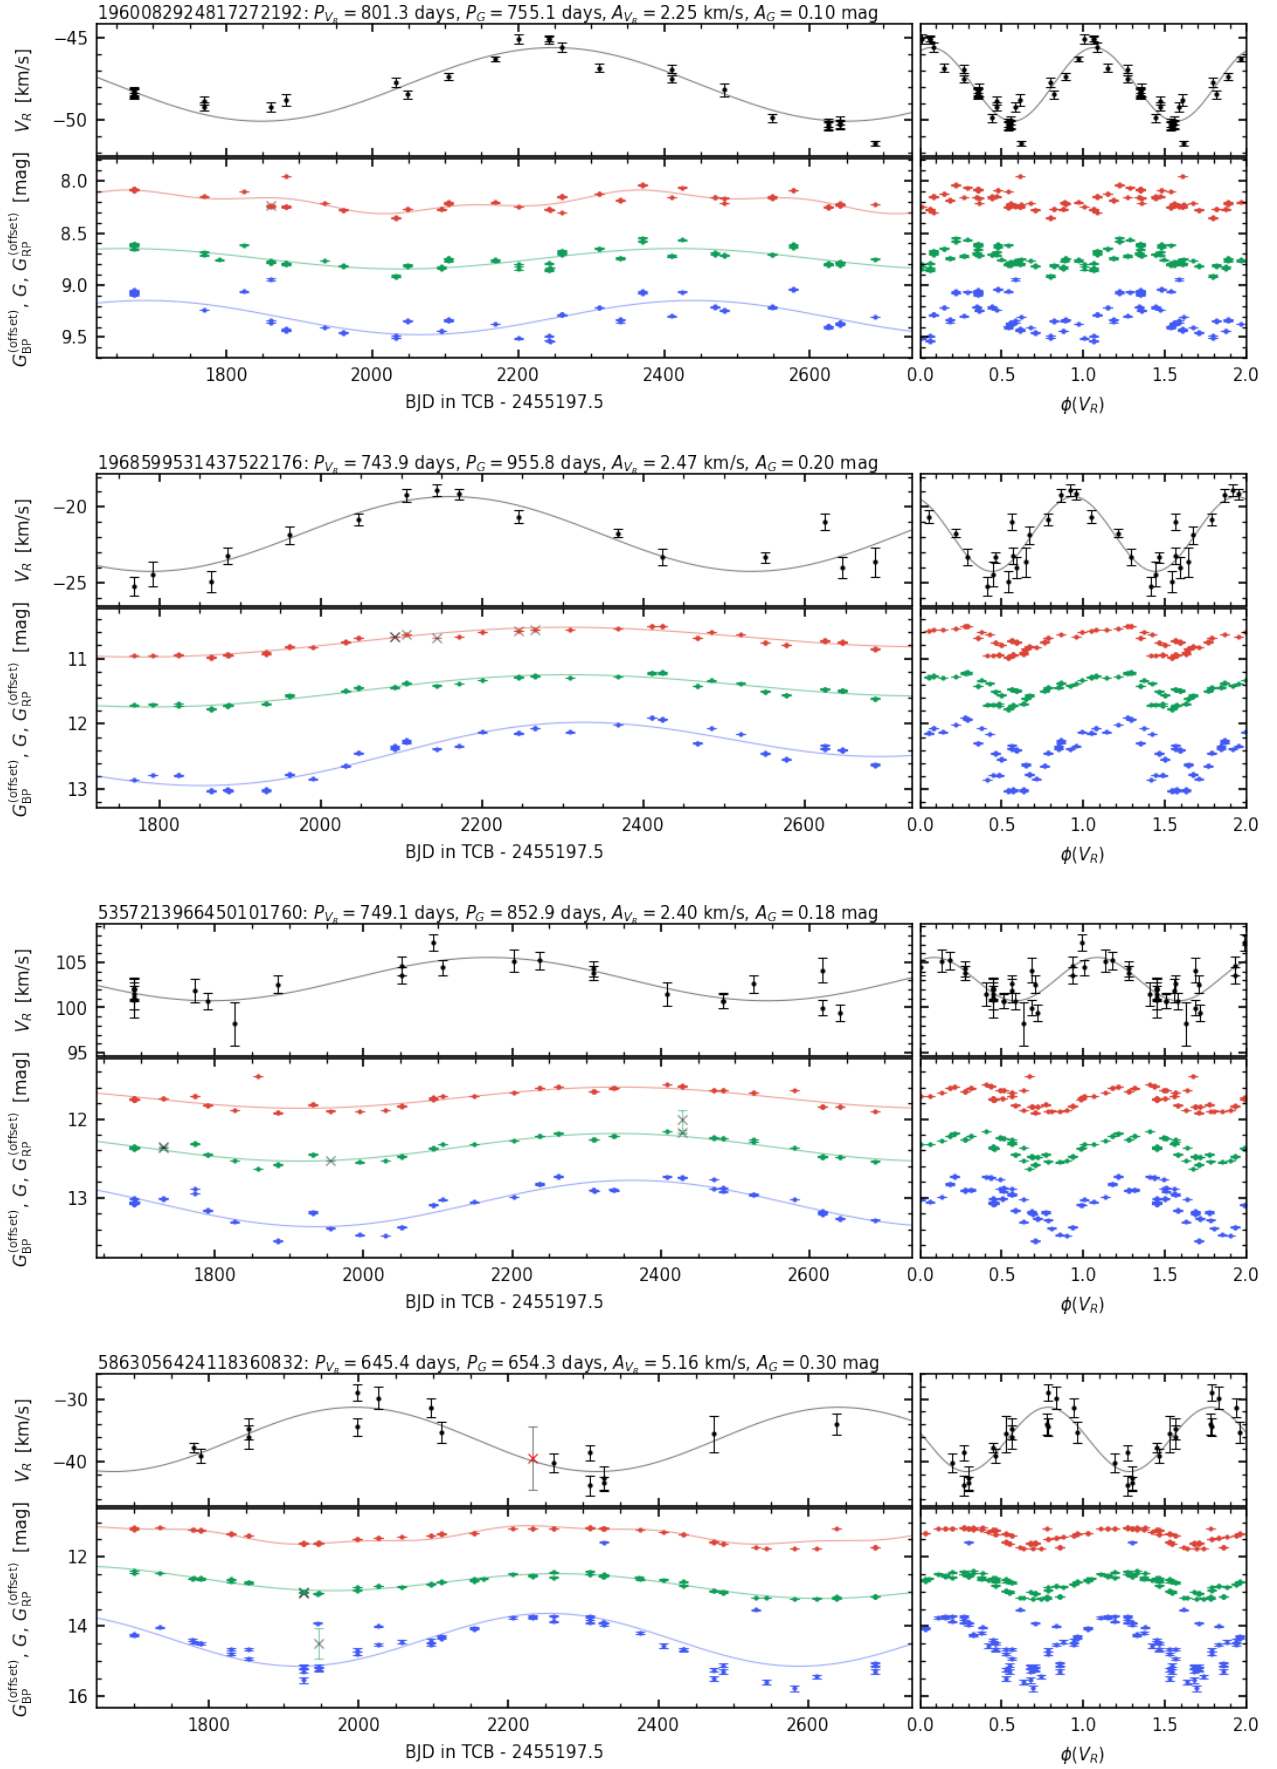 1960082924817272192: P_{V_R} = 801.3 days, P_G = 755.1 days, A_{V_R} = 2.25 km/s, A_G = 0.10 mag
V_R [km/s]
−45
−50
G_BP^(offset), G, G_RP^(offset) [mag]
8.0
8.5
9.0
9.5
1800 2000 2200 2400 2600
0.0 0.5 1.0 1.5 2.0
BJD in TCB - 2455197.5
ϕ(V_R)
1968599531437522176: P_{V_R} = 743.9 days, P_G = 955.8 days, A_{V_R} = 2.47 km/s, A_G = 0.20 mag
V_R [km/s]
−20
−25
G_BP^(offset), G, G_RP^(offset) [mag]
11
12
13
1800 2000 2200 2400 2600
0.0 0.5 1.0 1.5 2.0
BJD in TCB - 2455197.5
ϕ(V_R)
5357213966450101760: P_{V_R} = 749.1 days, P_G = 852.9 days, A_{V_R} = 2.40 km/s, A_G = 0.18 mag
V_R [km/s]
105
100
95
G_BP^(offset), G, G_RP^(offset) [mag]
12
13
1800 2000 2200 2400 2600
0.0 0.5 1.0 1.5 2.0
BJD in TCB - 2455197.5
ϕ(V_R)
5863056424118360832: P_{V_R} = 645.4 days, P_G = 654.3 days, A_{V_R} = 5.16 km/s, A_G = 0.30 mag
V_R [km/s]
−30
−40
G_BP^(offset), G, G_RP^(offset) [mag]
12
14
16
1800 2000 2200 2400 2600
0.0 0.5 1.0 1.5 2.0
BJD in TCB - 2455197.5
ϕ(V_R)